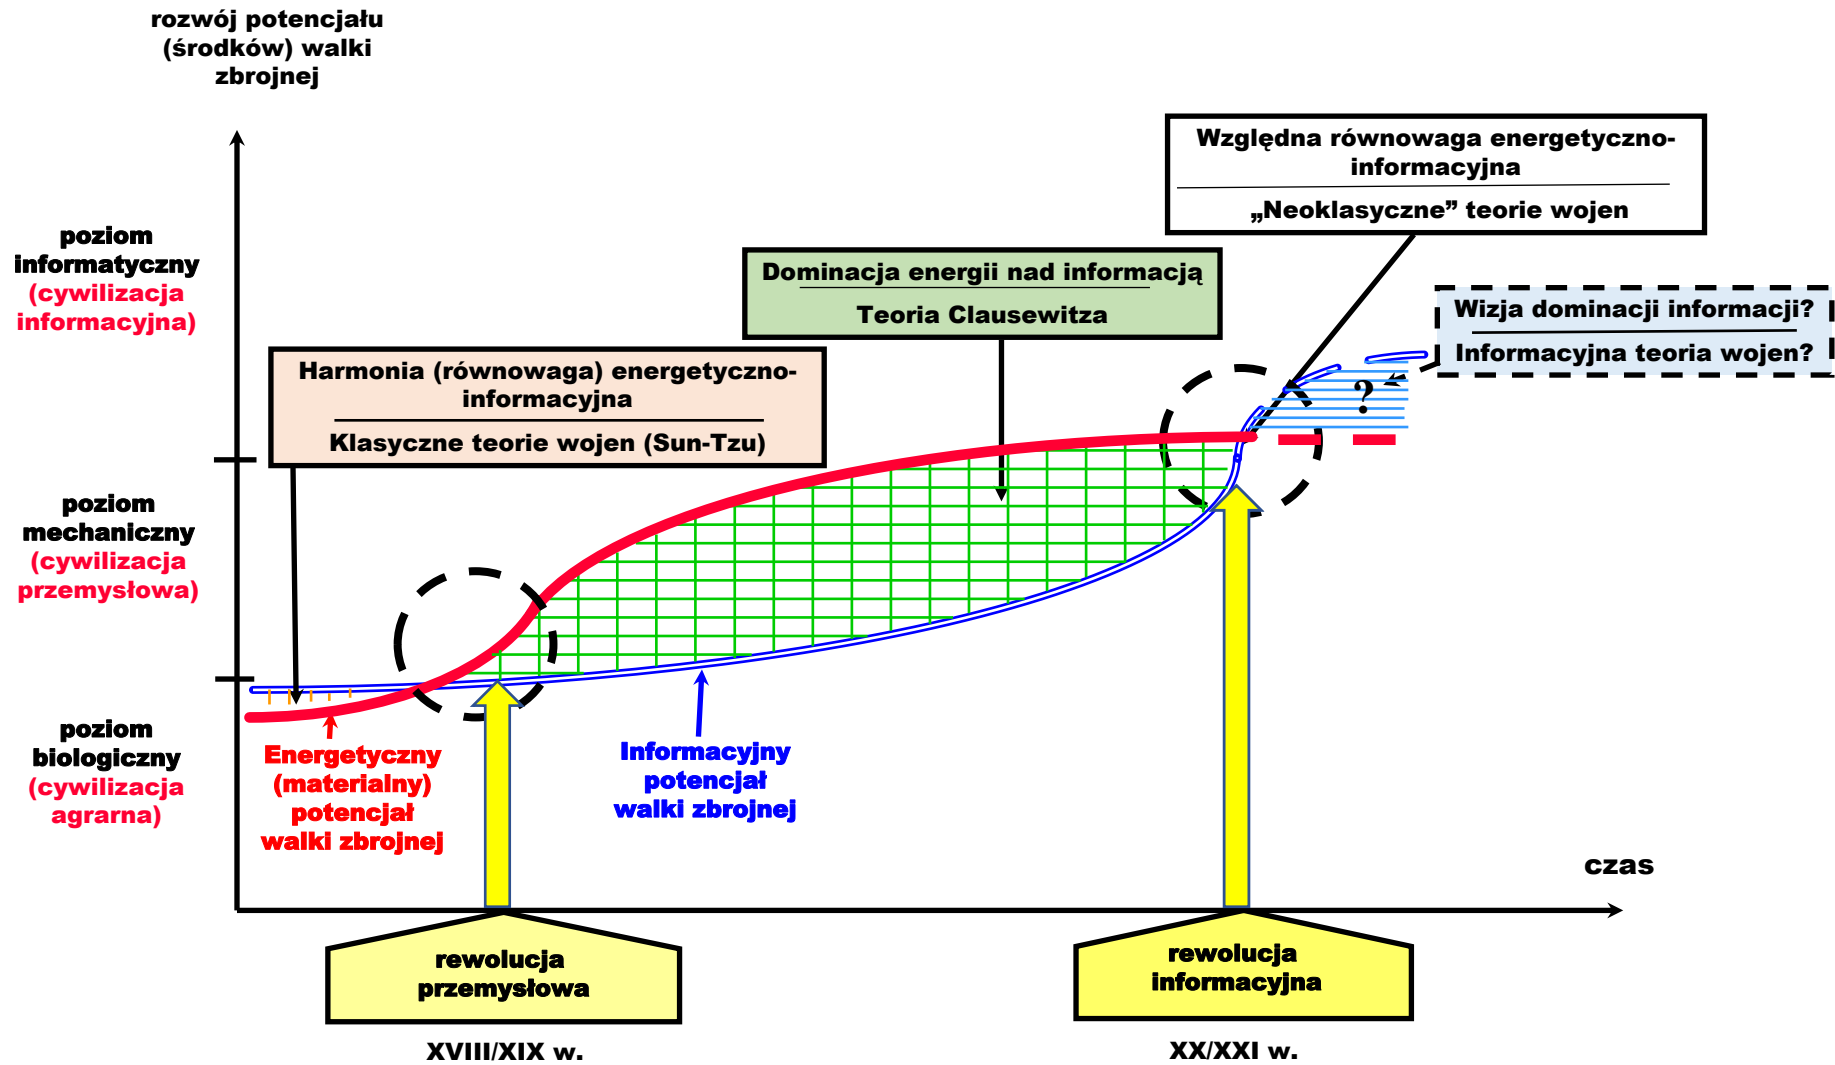 rozwój potencjału
(środków) walki
zbrojnej
Względna równowaga energetyczno-
informacyjna
„Neoklasyczne” teorie wojen
poziom
informatyczny
(cywilizacja
informacyjna)
Dominacja energii nad informacją
Teoria Clausewitza
Wizja dominacji informacji?
Informacyjna teoria wojen?
Harmonia (równowaga) energetyczno-
informacyjna
Klasyczne teorie wojen (Sun-Tzu)
?
poziom
mechaniczny
(cywilizacja
przemysłowa)
poziom
biologiczny
(cywilizacja
agrarna)
Energetyczny
(materialny)
potencjał
walki zbrojnej
Informacyjny
potencjał
walki zbrojnej
czas
rewolucja
przemysłowa
rewolucja
informacyjna
XVIII/XIX w.
XX/XXI w.